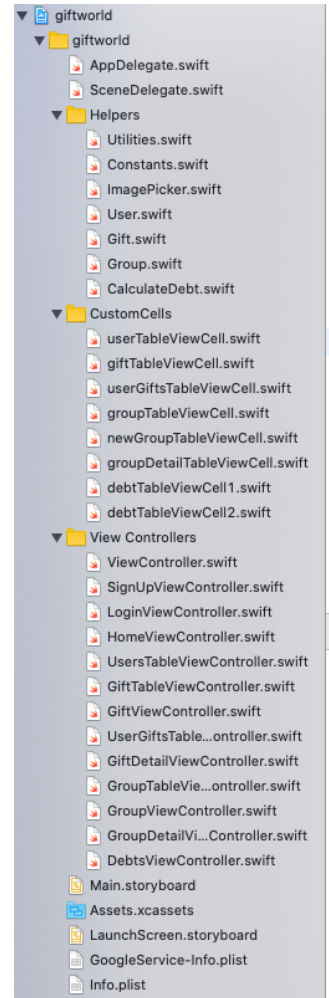 giftworld
giftworld
AppDelegate.swift
SceneDelegate.swift
Helpers
Utilities.swift
Constants.swift
ImagePicker.swift
User.swift
Gift.swift
Group.swift
CalculateDebt.swift
CustomCells
userTableViewCell.swift
giftTableViewCell.swift
userGiftsTableViewCell.swift
groupTableViewCell.swift
newGroupTableViewCell.swift
groupDetailTableViewCell.swift
debtTableViewCell1.swift
debtTableViewCell2.swift
View Controllers
ViewController.swift
SignUpViewController.swift
LoginViewController.swift
HomeViewController.swift
UsersTableViewController.swift
GiftTableViewController.swift
GiftViewController.swift
UserGiftsTable...ontroller.swift
GiftDetailViewController.swift
GroupTableVie...ontroller.swift
GroupViewController.swift
GroupDetailVi...Controller.swift
DebtsViewController.swift
Main.storyboard
Assets.xcassets
LaunchScreen.storyboard
GoogleService-Info.plist
Info.plist